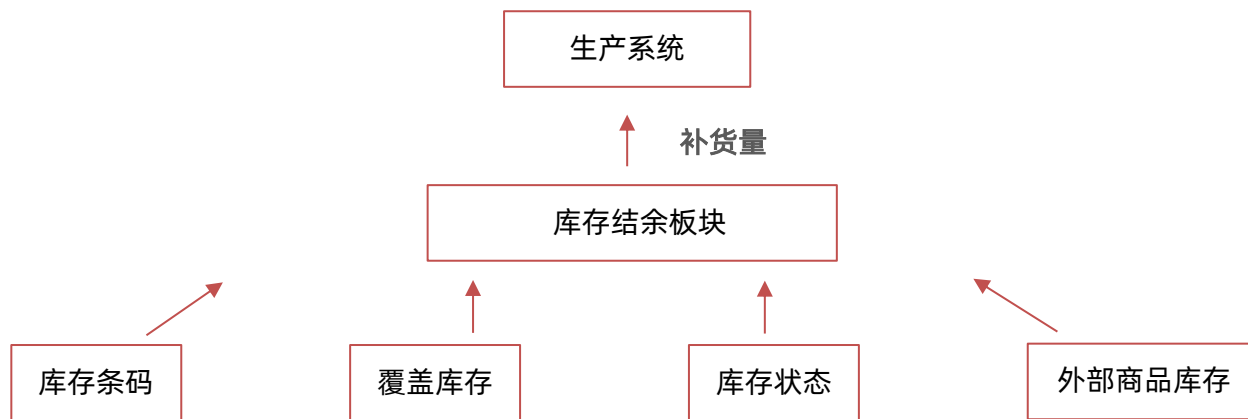 生产系统
补货量
库存结余板块
库存条码
覆盖库存
库存状态
外部商品库存